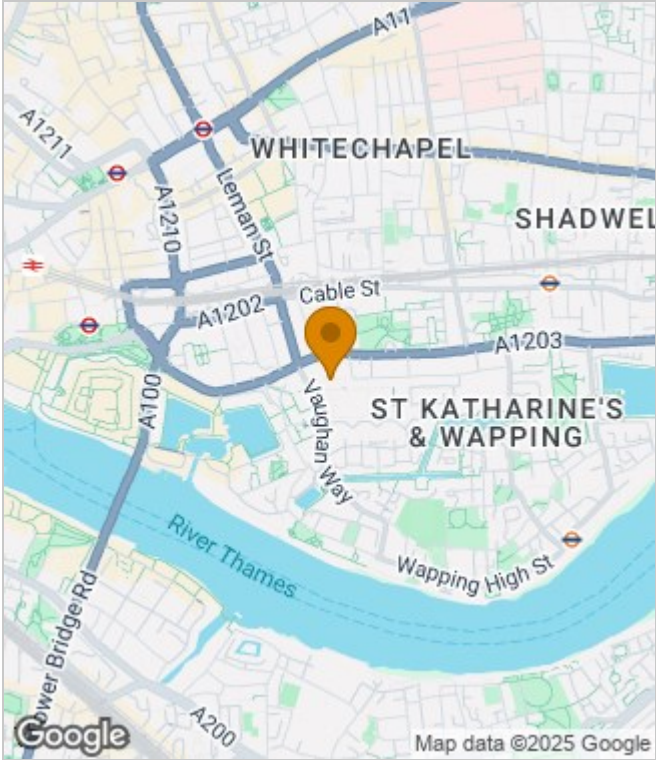 A11
A1211
WHITECHAPEL
A1210
Leman St
SHADWEL
Cable St
A1202
A1203
A100
Vaughan Way
ST KATHARINE'S
& WAPPING
River Thames
Wapping High St
ower Bridge Rd
A200
Google
Map data ©2025 Google